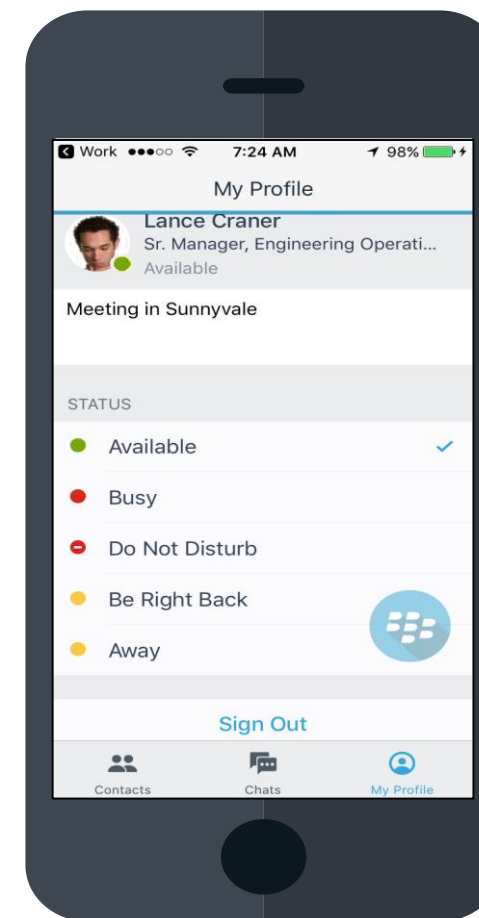 Work 7:24 AM 98%
My Profile
Lance Craner
Sr. Manager, Engineering Operati...
Available
Meeting in Sunnyvale
STATUS
Available
Busy
Do Not Disturb
Be Right Back
Away
Sign Out
Contacts Chats My Profile